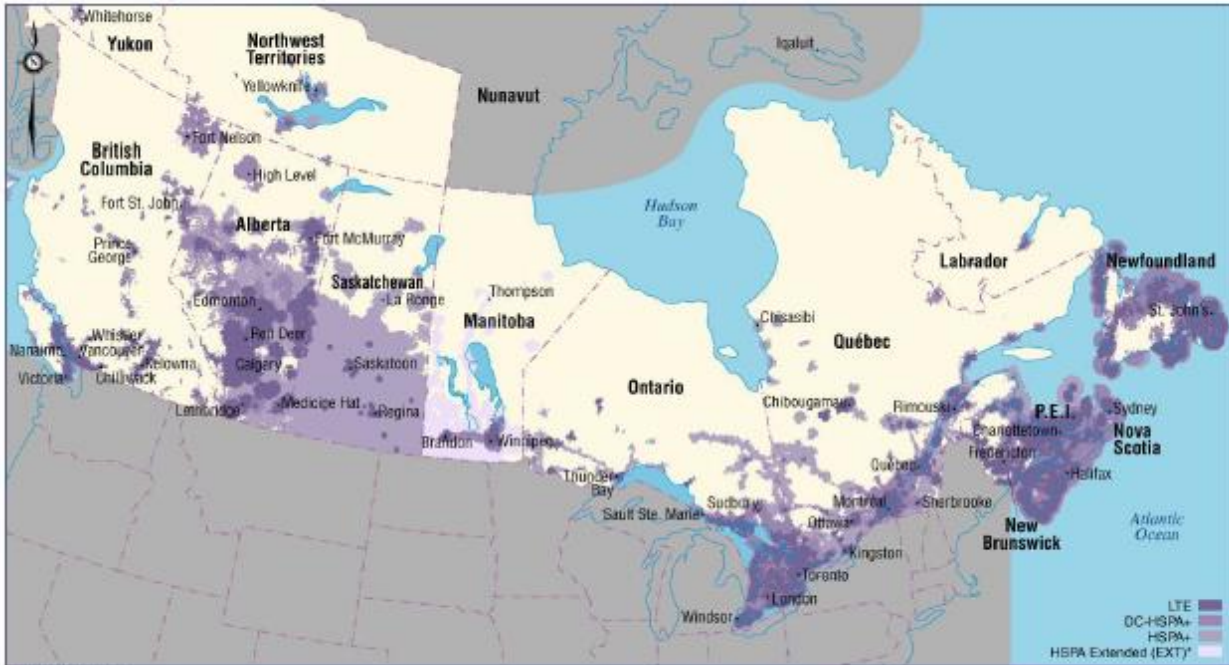 Whitehorse
Yukon
Northwest
Territories
Yellowknife
Nunavut
Iqaluit
Fort Nelson
British
Columbia
High Level
Fort St. John
Alberta
Fort McMurray
Prince
George
Saskatchewan
La Ronge
Edmonton
Thompson
Manitoba
Hudson
Bay
Labrador
Newfoundland
St. John's
Chisasibi
Québec
Ontario
Whistler
Vancouver
Nanaimo
Kelowna
Victoria
Chilliwack
Red Deer
Calgary
Saskatoon
Lethbridge
Medicine Hat
Regina
Brandon
Winnipeg
Chibougamau
Rimouski
P.E.I.
Sydney
Charlottetown
Nova
Scotia
Fredericton
Québec
Halifax
Thunder
Bay
Sudbury
Montréal
Sherbrooke
Sault Ste. Marie
Ottawa
New
Brunswick
Atlantic
Ocean
Kingston
Toronto
London
Windsor
LTE
DC-HSPA+
HSPA+
HSPA Extended (EXT)*